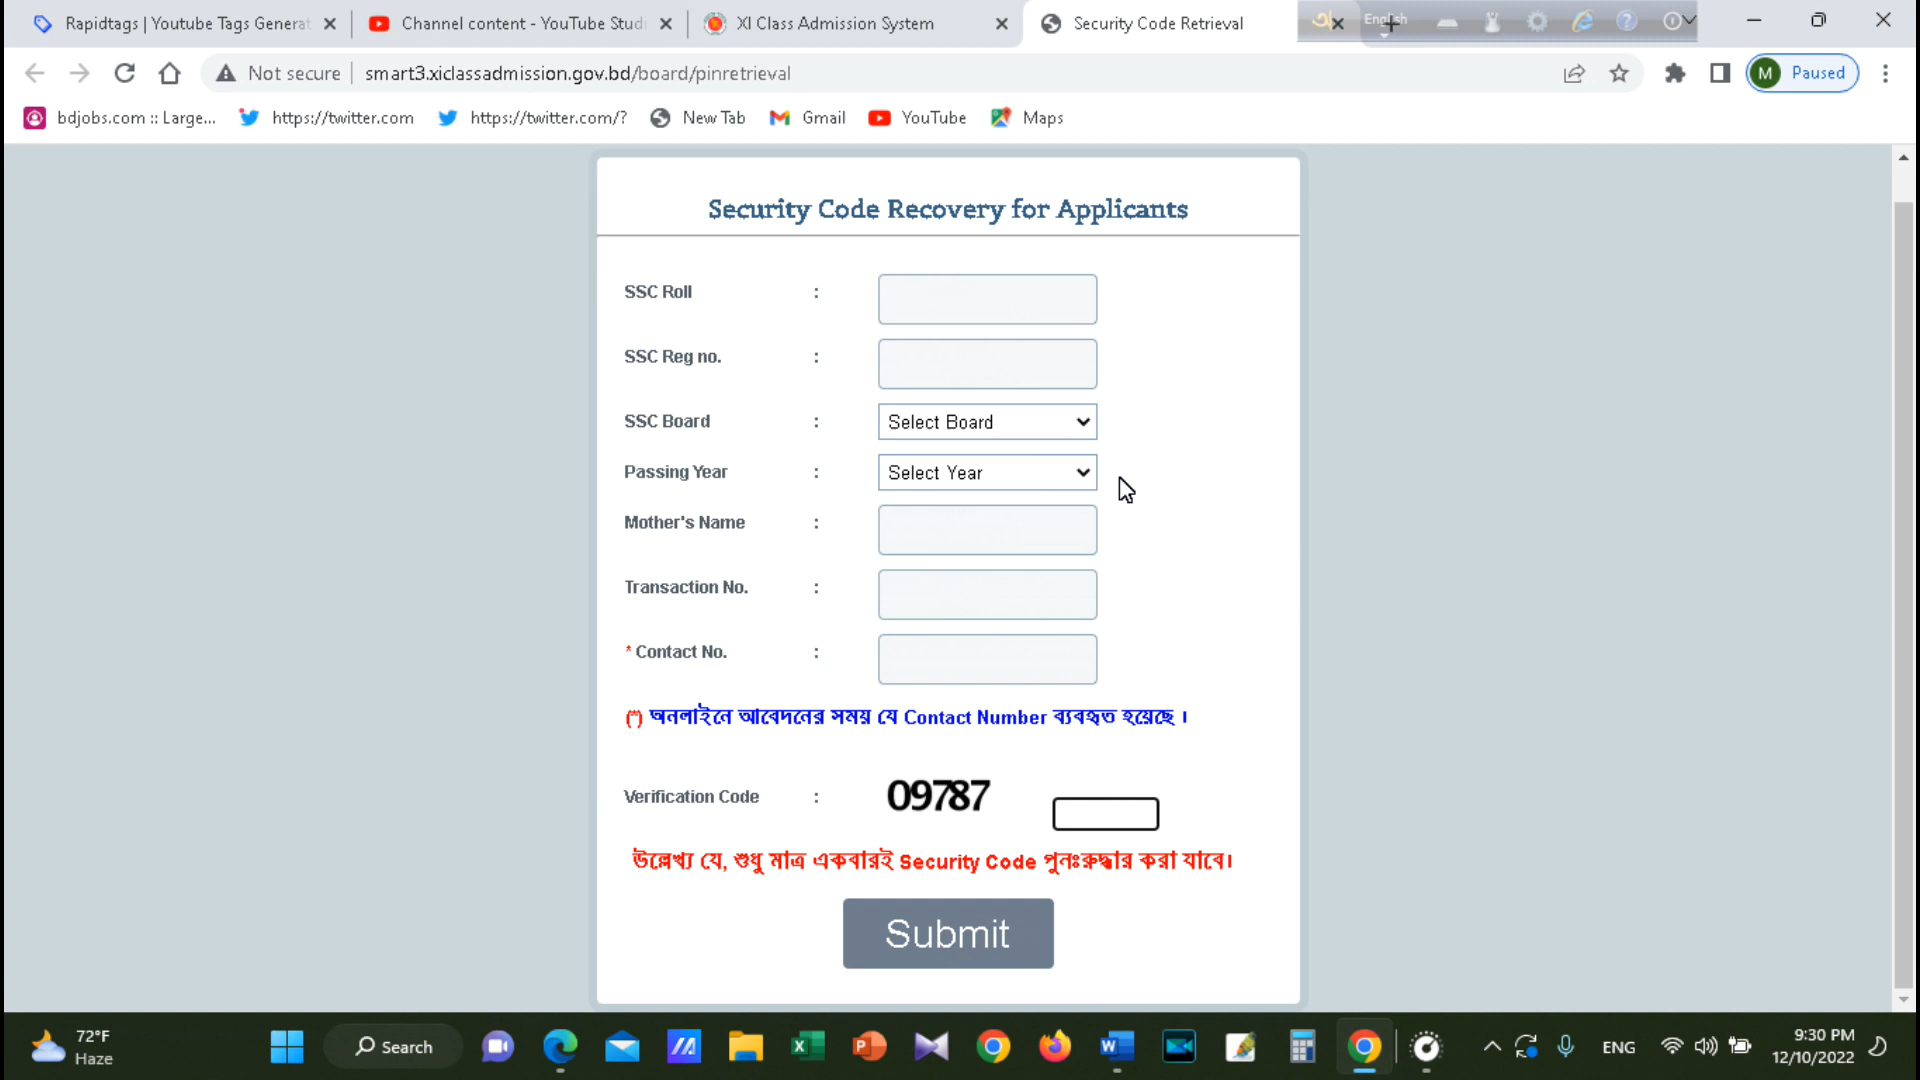 Rapidtags | Youtube Tags Generat
Channel content - YouTube Studi
XI Class Admission System
Security Code Retrieval
English
Not secure
smart3.xiclassadmission.gov.bd/board/pinretrieval
M Paused
bdjobs.com :: Large...
https://twitter.com
https://twitter.com/?
New Tab
Gmail
YouTube
Maps
Security Code Recovery for Applicants
SSC Roll :
SSC Reg no. :
SSC Board : Select Board
Passing Year : Select Year
Mother's Name :
Transaction No. :
* Contact No. :
(*) অনলাইনে আবেদনের সময় যে Contact Number ব্যবহৃত হয়েছে ।
Verification Code : 09787
উল্লেখ্য যে, শুধু মাত্র একবারই Security Code পুনঃরুদ্ধার করা যাবে।
Submit
72°F
Haze
Search
ENG
9:30 PM
12/10/2022